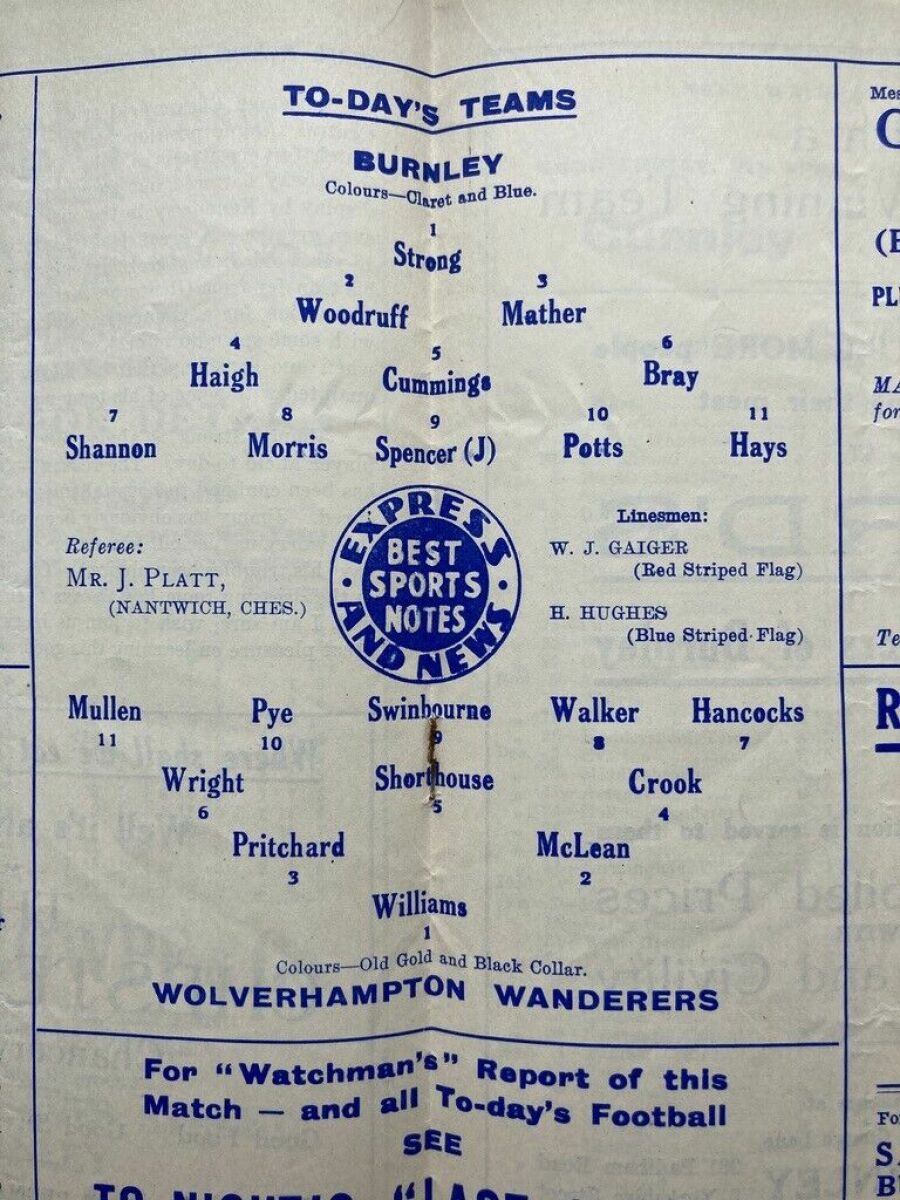 TO-DAY'S TEAMS
BURNLEY
Colours—Claret and Blue.
1
Strong
2 3
Woodruff Mather
4 5 6
Haigh Cummings Bray
7 8 9 10 11
Shannon Morris Spencer (J) Potts Hays
Referee:
MR. J. PLATT,
(NANTWICH, CHES.)
EXPRESS
BEST
SPORTS
NOTES
AND NEWS
Linesmen:
W. J. GAIGER
(Red Striped Flag)
H. HUGHES
(Blue Striped Flag)
Mullen Pye Swinbourne Walker Hancocks
11 10 9 8 7
Wright Shorthouse Crook
6 5 4
Pritchard McLean
3 2
Williams
1
Colours—Old Gold and Black Collar.
WOLVERHAMPTON WANDERERS
For "Watchman's" Report of this
Match — and all To-day's Football
SEE